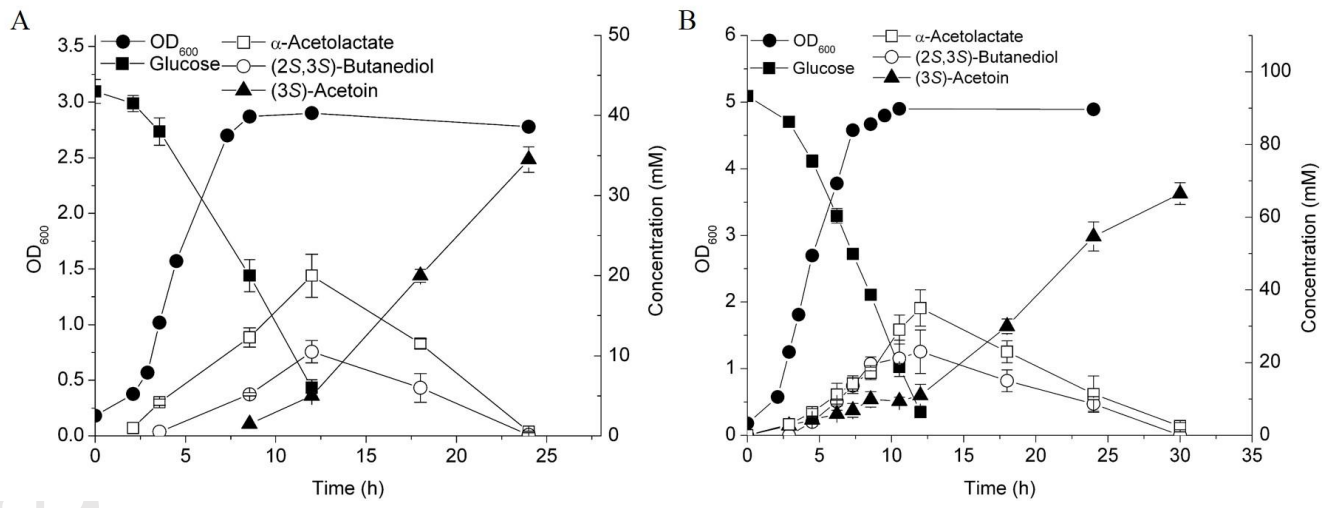 A
OD600
Glucose
α-Acetolactate
(2S,3S)-Butanediol
(3S)-Acetoin
3.5
3.0
2.5
2.0
1.5
1.0
0.5
0.0
OD600
50
40
30
20
10
0
Concentration (mM)
0 5 10 15 20 25
Time (h)
B
OD600
Glucose
α-Acetolactate
(2S,3S)-Butanediol
(3S)-Acetoin
6
5
4
3
2
1
0
OD600
100
80
60
40
20
0
Concentration (mM)
0 5 10 15 20 25 30 35
Time (h)